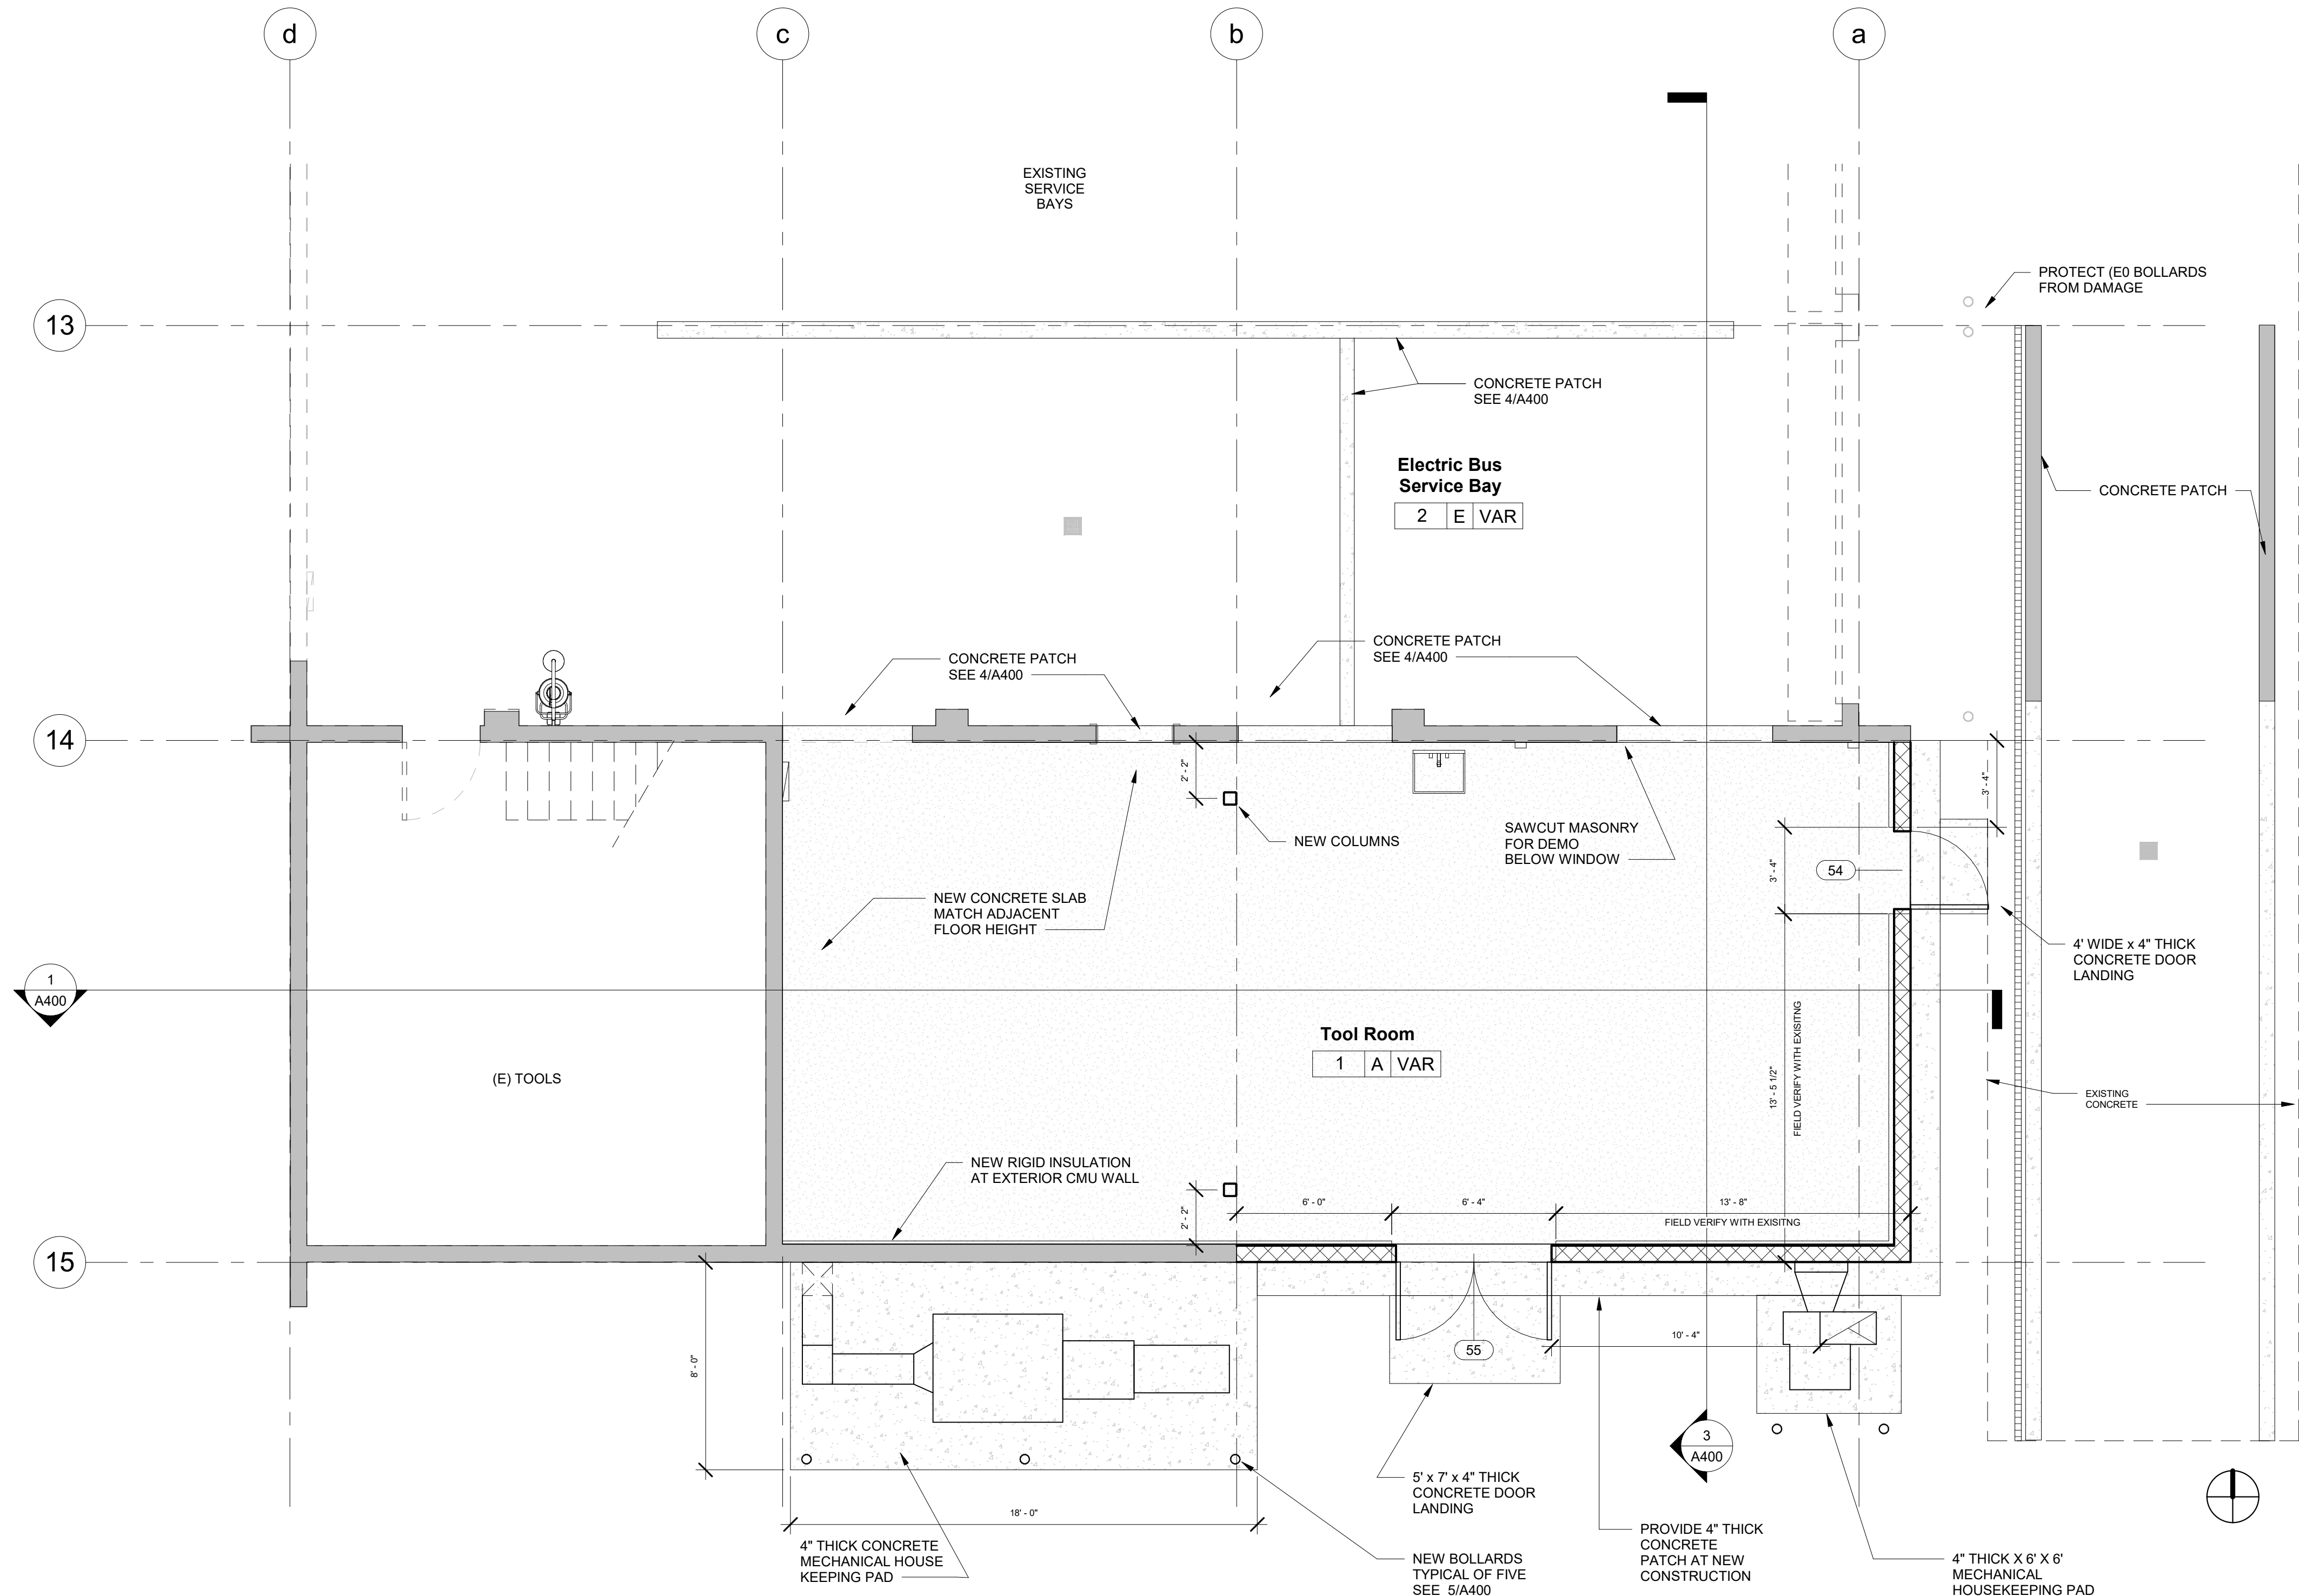 d
c
b
a
EXISTING
SERVICE
BAYS
PROTECT (E0 BOLLARDS
FROM DAMAGE
13
CONCRETE PATCH
SEE 4/A400
Electric Bus
Service Bay
2 E VAR
CONCRETE PATCH
CONCRETE PATCH
SEE 4/A400
CONCRETE PATCH
SEE 4/A400
14
2' - 2"
3' - 4"
NEW COLUMNS
SAWCUT MASONRY
FOR DEMO
BELOW WINDOW
3' - 4"
54
NEW CONCRETE SLAB
MATCH ADJACENT
FLOOR HEIGHT
4' WIDE x 4" THICK
CONCRETE DOOR
LANDING
1
A400
Tool Room
1 A VAR
(E) TOOLS
13' - 5 1/2"
FIELD VERIFY WITH EXISITNG
EXISTING
CONCRETE
NEW RIGID INSULATION
AT EXTERIOR CMU WALL
2' - 2"
6' - 0"
6' - 4"
13' - 8"
FIELD VERIFY WITH EXISITNG
15
8' - 0"
10' - 4"
55
3
A400
18' - 0"
5' x 7' x 4" THICK
CONCRETE DOOR
LANDING
4" THICK CONCRETE
MECHANICAL HOUSE
KEEPING PAD
NEW BOLLARDS
TYPICAL OF FIVE
SEE 5/A400
PROVIDE 4" THICK
CONCRETE
PATCH AT NEW
CONSTRUCTION
4" THICK X 6' X 6'
MECHANICAL
HOUSEKEEPING PAD